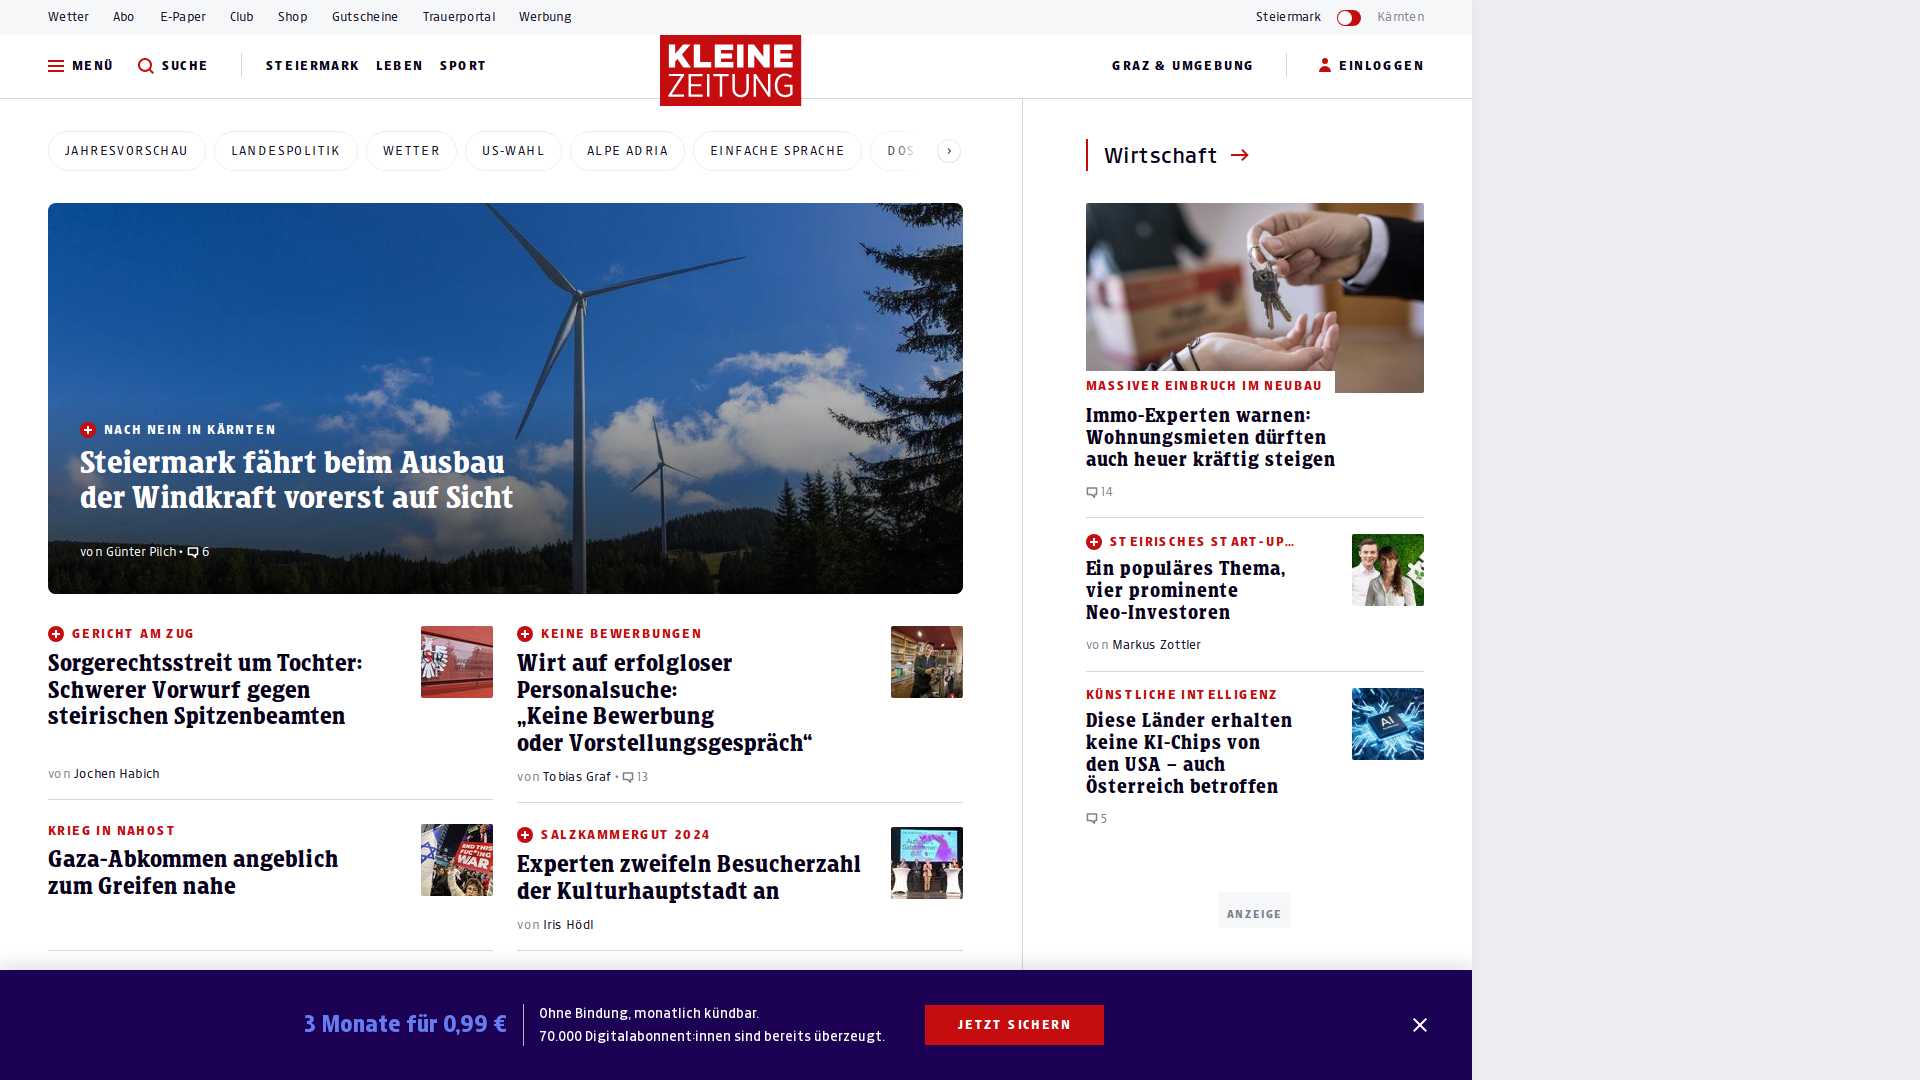 Wetter Abo E-Paper Club Shop Gutscheine Trauerportal Werbung Steiermark Kärnten
MENÜ SUCHE STEIERMARK LEBEN SPORT
KLEINE
ZEITUNG
GRAZ & UMGEBUNG EINLOGGEN
JAHRESVORSCHAU LANDESPOLITIK WETTER US-WAHL ALPE ADRIA EINFACHE SPRACHE DOS
NACH NEIN IN KÄRNTEN
Steiermark fährt beim Ausbau
der Windkraft vorerst auf Sicht
von Günter Pilch • 6
GERICHT AM ZUG
Sorgerechtsstreit um Tochter:
Schwerer Vorwurf gegen
steirischen Spitzenbeamten
von Jochen Habich
KEINE BEWERBUNGEN
Wirt auf erfolgloser
Personalsuche:
„Keine Bewerbung
oder Vorstellungsgespräch“
von Tobias Graf • 13
KRIEG IN NAHOST
Gaza-Abkommen angeblich
zum Greifen nahe
AND THIS
FUC*ING
WAR
SALZKAMMERGUT 2024
Experten zweifeln Besucherzahl
der Kulturhauptstadt an
von Iris Hödl
Wirtschaft
MASSIVER EINBRUCH IM NEUBAU
Immo-Experten warnen:
Wohnungsmieten dürften
auch heuer kräftig steigen
14
STEIRISCHES START-UP…
Ein populäres Thema,
vier prominente
Neo-Investoren
von Markus Zottler
KÜNSTLICHE INTELLIGENZ
Diese Länder erhalten
keine KI-Chips von
den USA – auch
Österreich betroffen
5
AI
ANZEIGE
3 Monate für 0,99 €
Ohne Bindung, monatlich kündbar.
70.000 Digitalabonnent:innen sind bereits überzeugt.
JETZT SICHERN